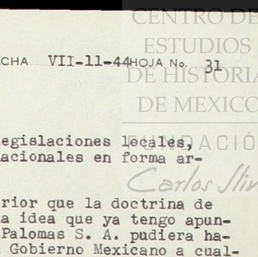 CENTRO DE
ESTUDIOS
DE HISTORIA
DE MEXICO
FUNDACIÓ
Carlos Slim
CHA VII-11-44 HOJA No. 31
egislaciones locales,
acionales en forma ar-
rior que la doctrina de
a idea que ya tengo apun-
Palomas S. A. pudiera ha-
Gobierno Mexicano a cual-